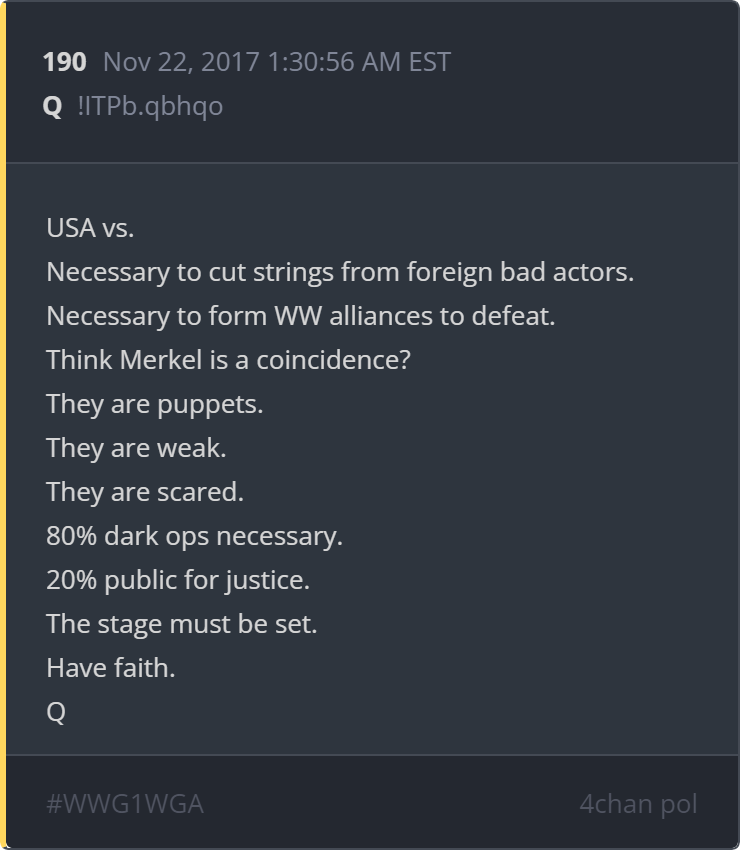 190 Nov 22, 2017 1:30:56 AM EST
Q !ITPb.qbhqo
USA vs.
Necessary to cut strings from foreign bad actors.
Necessary to form WW alliances to defeat.
Think Merkel is a coincidence?
They are puppets.
They are weak.
They are scared.
80% dark ops necessary.
20% public for justice.
The stage must be set.
Have faith.
Q
#WWG1WGA 4chan pol